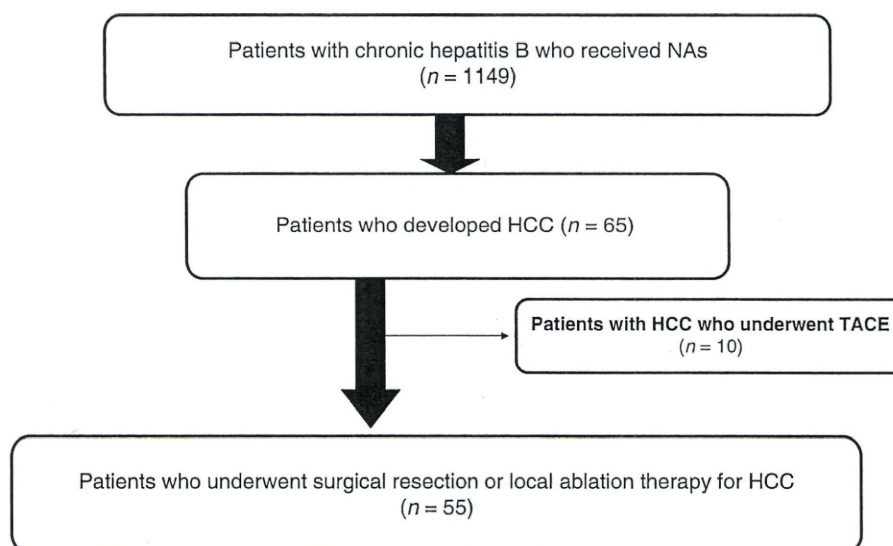 Patients with chronic hepatitis B who received NAs
(n = 1149)
Patients who developed HCC (n = 65)
Patients with HCC who underwent TACE
(n = 10)
Patients who underwent surgical resection or local ablation therapy for HCC
(n = 55)